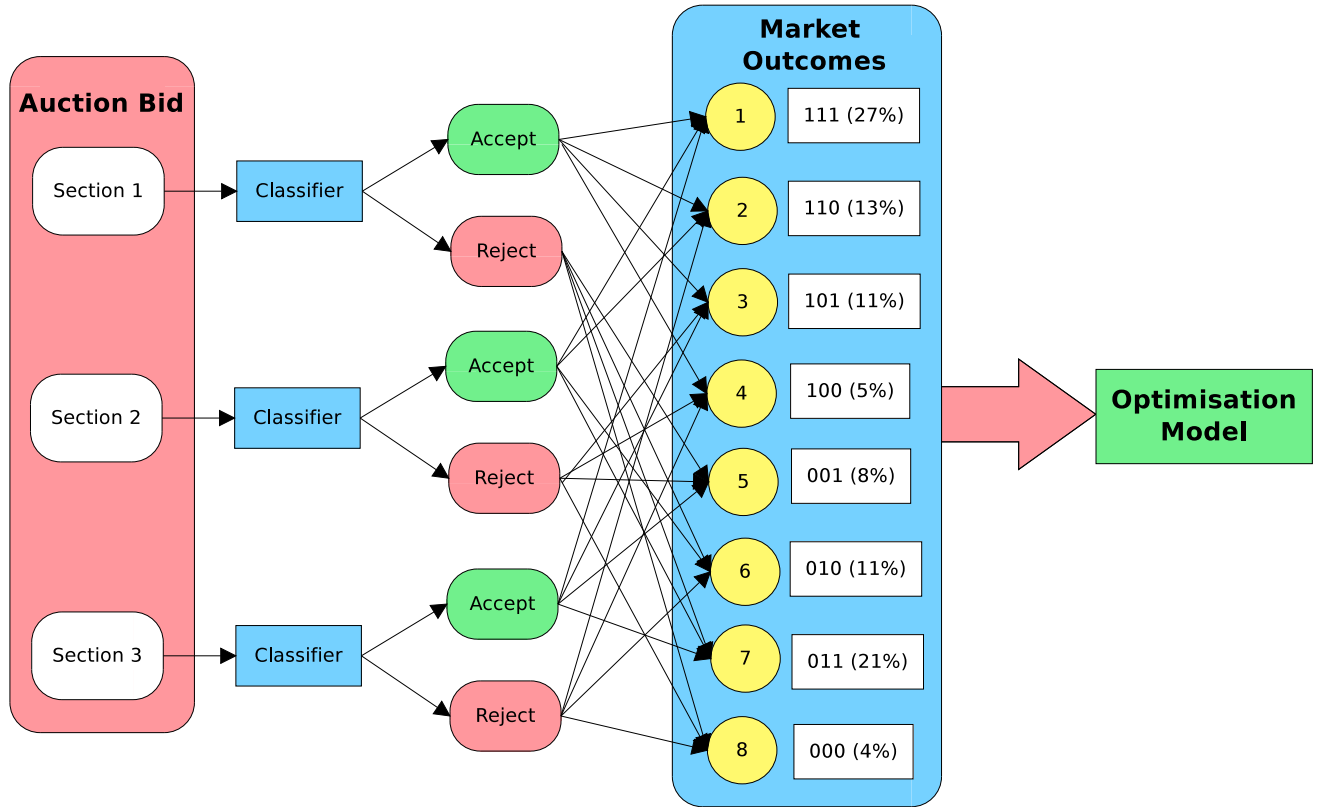 Auction Bid
Section 1
Section 2
Section 3
Classifier
Classifier
Classifier
Accept
Reject
Accept
Reject
Accept
Reject
Market
Outcomes
1
111 (27%)
2
110 (13%)
3
101 (11%)
4
100 (5%)
5
001 (8%)
6
010 (11%)
7
011 (21%)
8
000 (4%)
Optimisation
Model